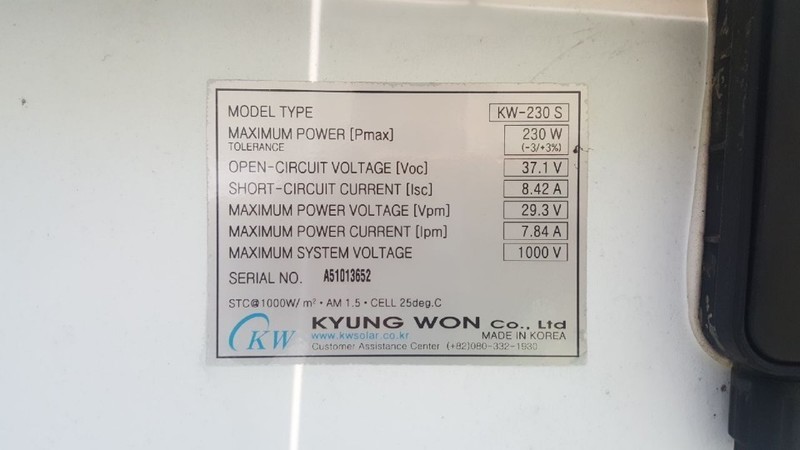 MODEL TYPE KW-230 S
MAXIMUM POWER [Pmax] 230 W
TOLERANCE (-3/+3%)
OPEN-CIRCUIT VOLTAGE [Voc] 37.1 V
SHORT-CIRCUIT CURRENT [Isc] 8.42 A
MAXIMUM POWER VOLTAGE [Vpm] 29.3 V
MAXIMUM POWER CURRENT [Ipm] 7.84 A
MAXIMUM SYSTEM VOLTAGE 1000 V
SERIAL NO. A51013652
STC@1000W/m² • AM 1.5 • CELL 25deg.C
KW KYUNG WON Co., Ltd
www.kwsolar.co.kr MADE IN KOREA
Customer Assistance Center (+82)080-332-1930